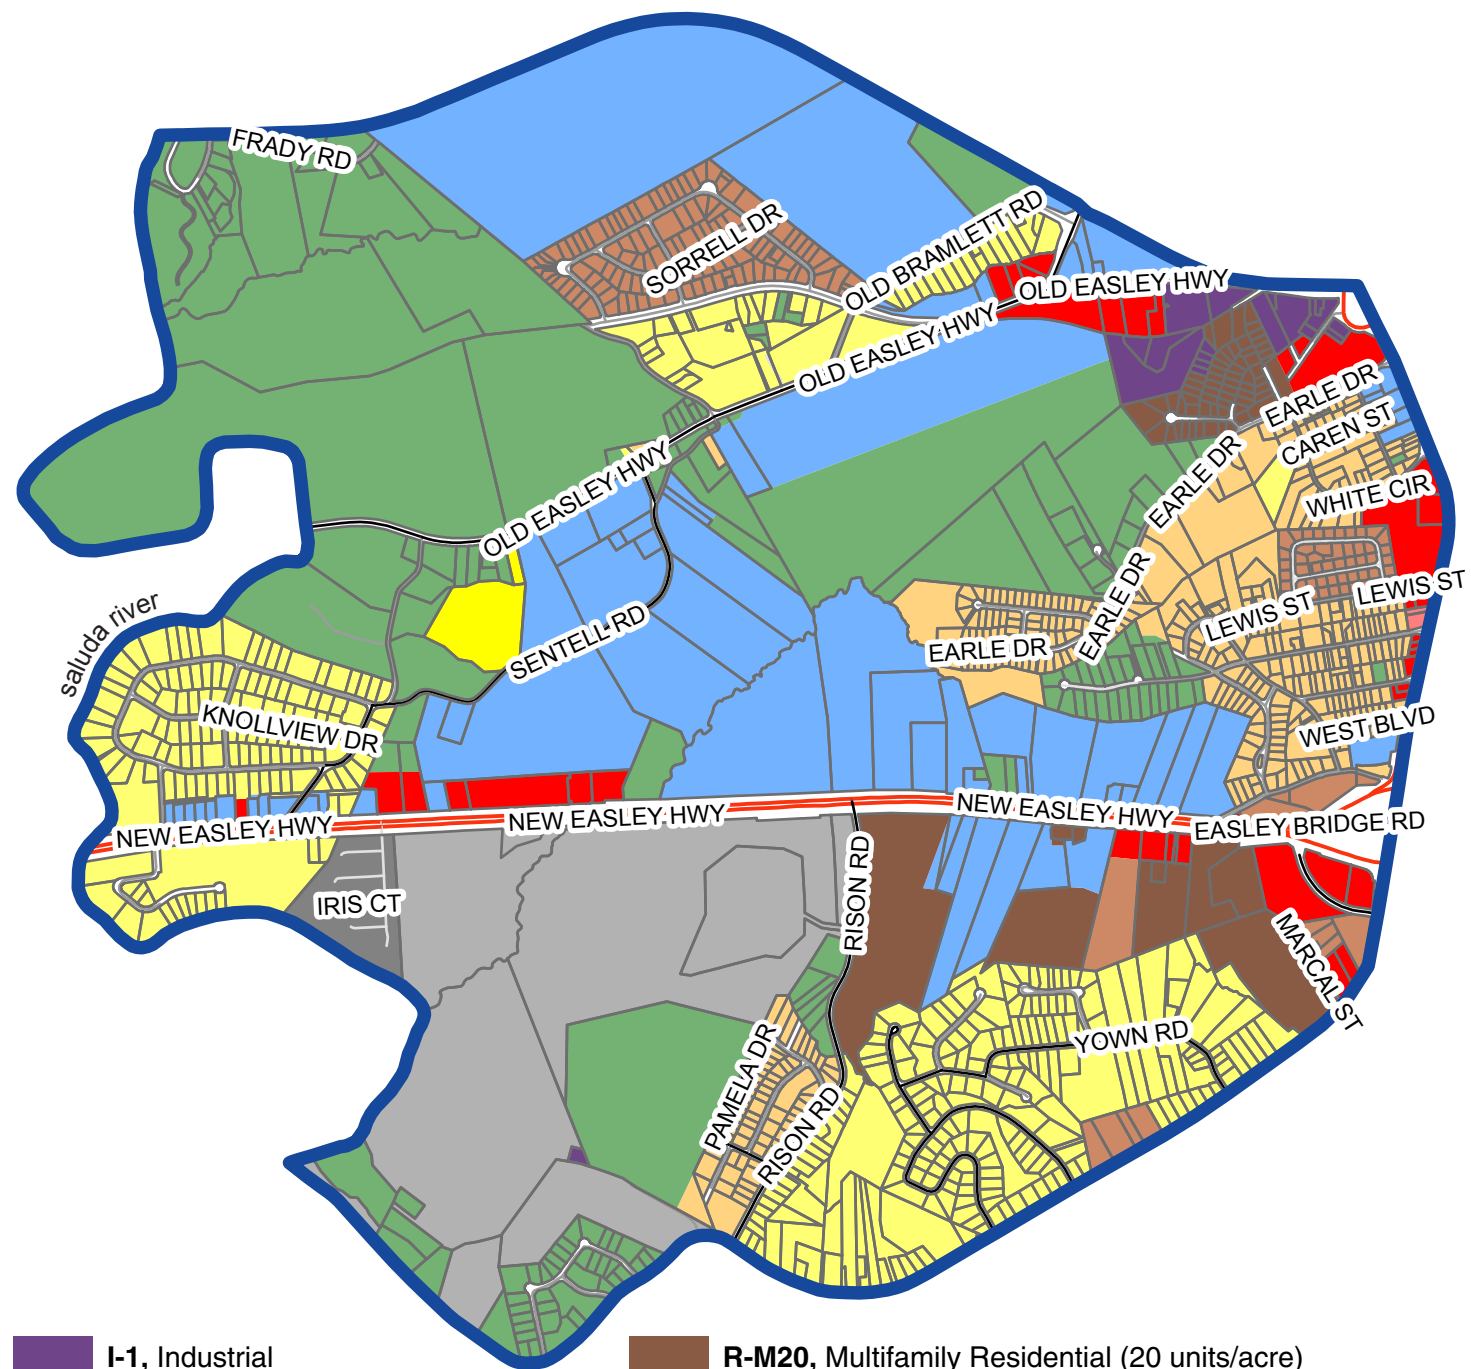 FRADY RD
SORRELL DR
OLD BRAMLETT RD
OLD EASLEY HWY
OLD EASLEY HWY
EARLE DR
CAREN ST
OLD EASLEY HWY
EARLE DR
WHITE CIR
saluda river
SENTELL RD
EARLE DR
EARLE DR
LEWIS ST
LEWIS ST
KNOLLVIEW DR
WEST BLVD
NEW EASLEY HWY
NEW EASLEY HWY
NEW EASLEY HWY
EASLEY BRIDGE RD
IRIS CT
RISON RD
MARCAL ST
YOWN RD
PAMELA DR
RISON RD
I-1, Industrial
R-M20, Multifamily Residential (20 units/acre)